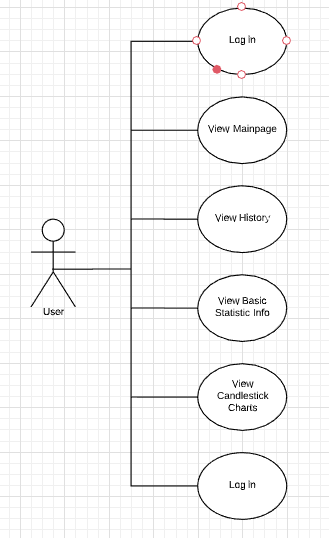 Log in
View Mainpage
View History
User
View Basic
Statistic Info
View
Candlestick
Charts
Log in